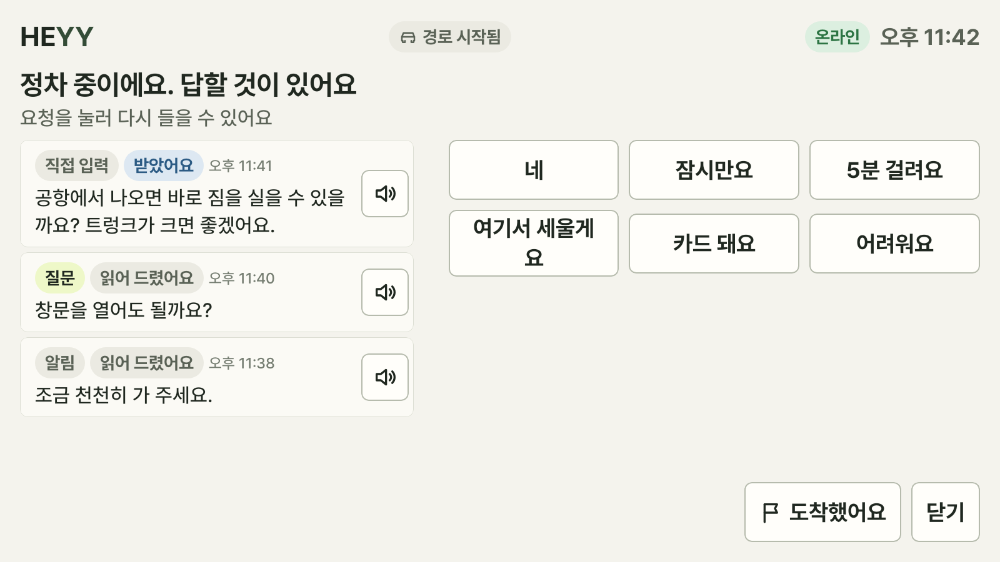 HEYY
경로 시작됨
온라인 오후 11:42
정차 중이에요. 답할 것이 있어요
요청을 눌러 다시 들을 수 있어요
직접 입력 받았어요 오후 11:41
공항에서 나오면 바로 짐을 실을 수 있을
까요? 트렁크가 크면 좋겠어요.
질문 읽어 드렸어요 오후 11:40
창문을 열어도 될까요?
알림 읽어 드렸어요 오후 11:38
조금 천천히 가 주세요.
네
잠시만요
5분 걸려요
여기서 세울게
요
카드 돼요
어려워요
도착했어요
닫기